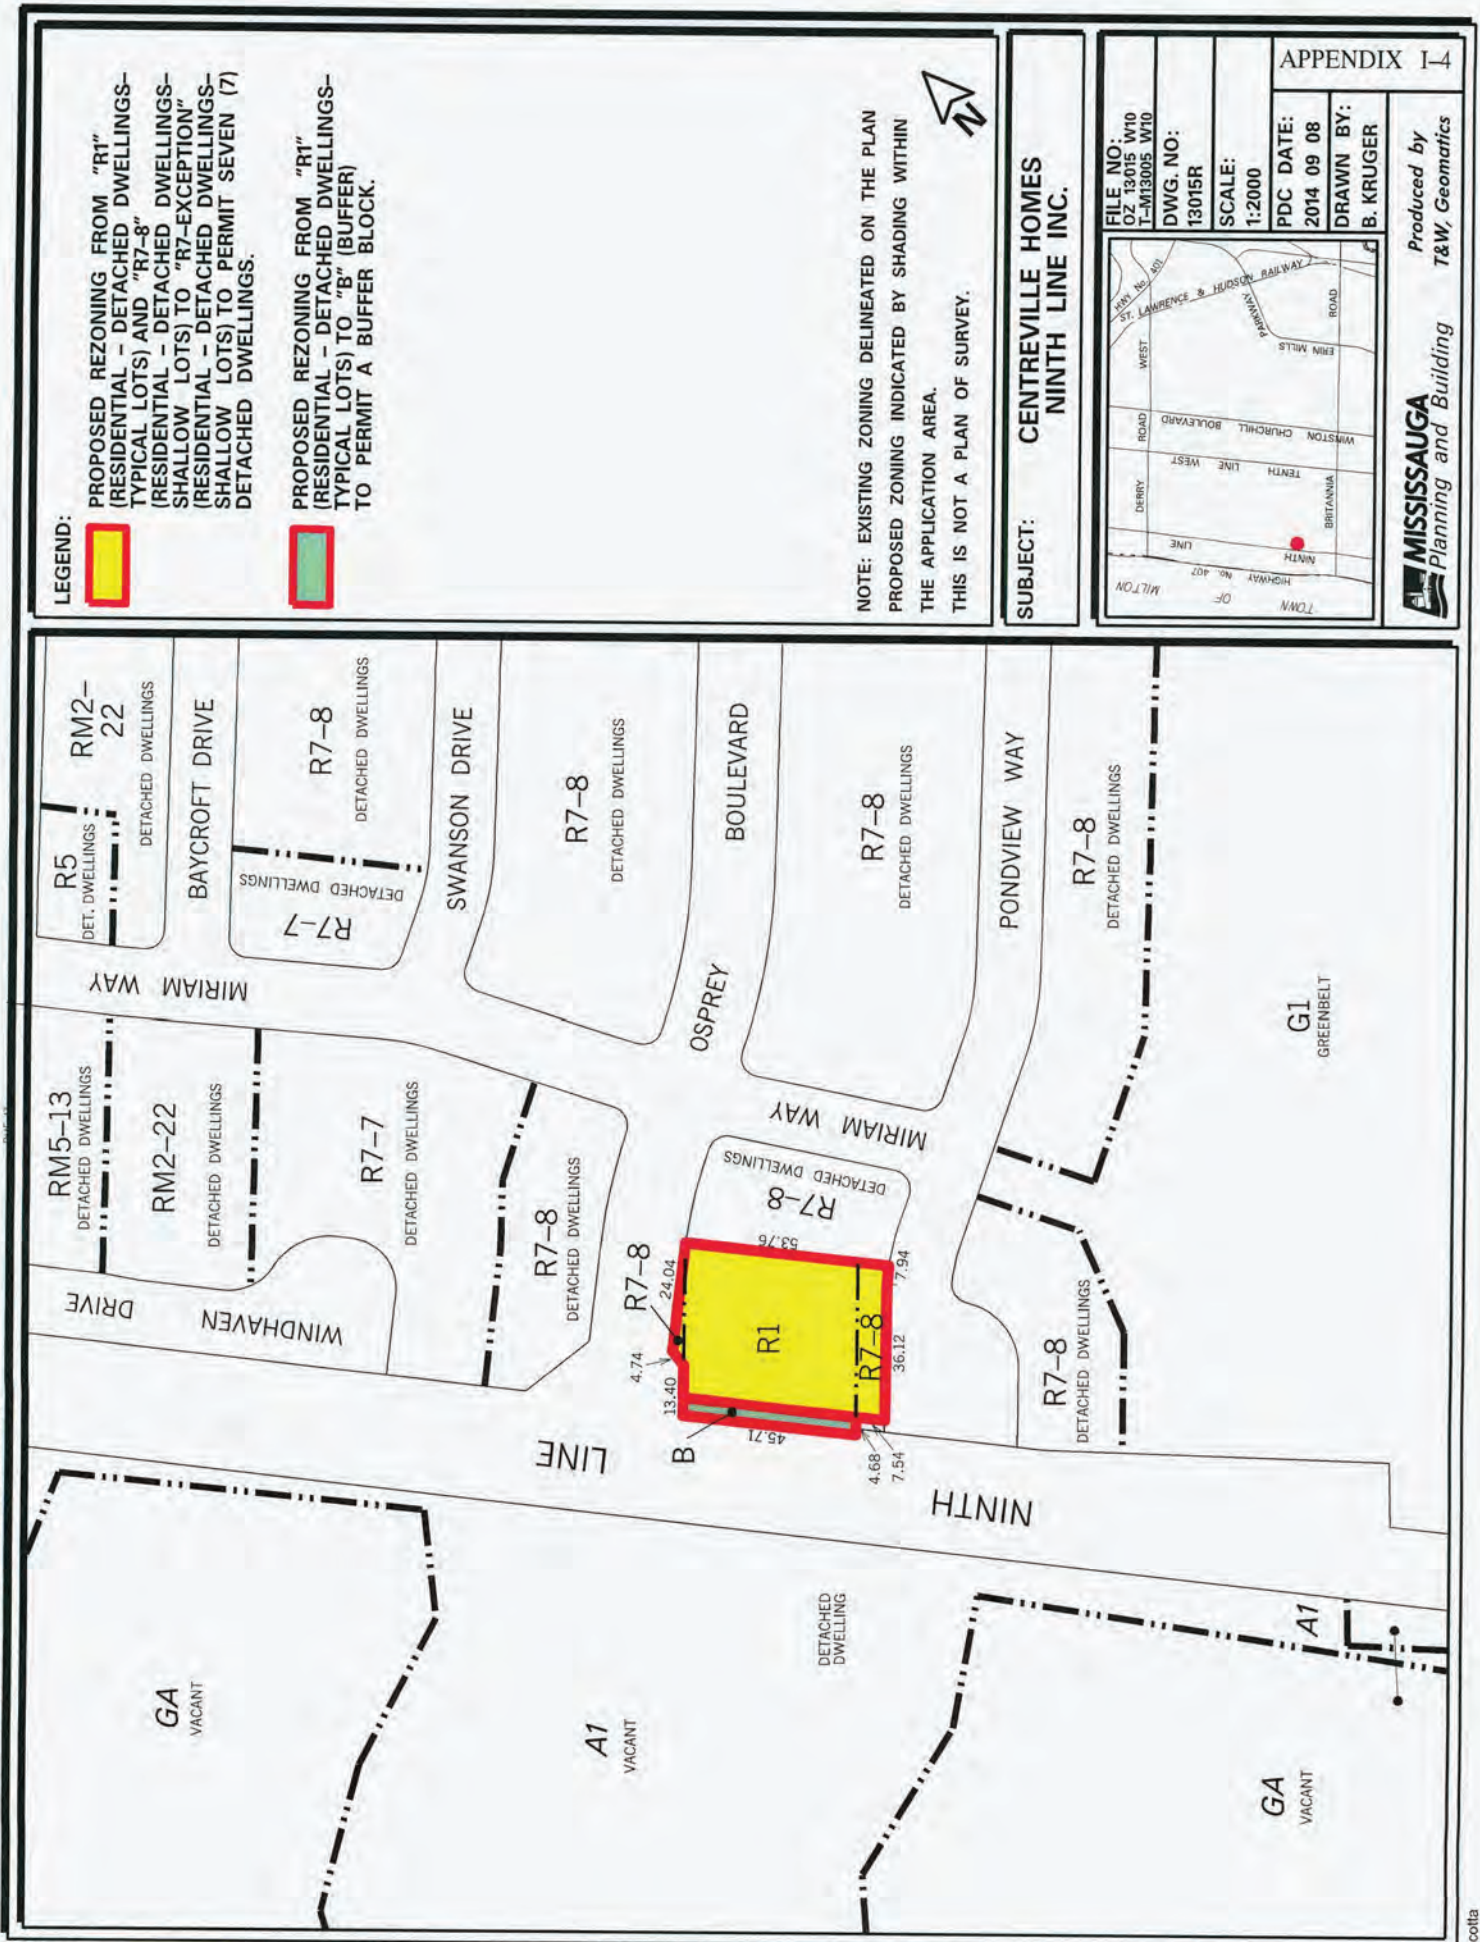 LEGEND:
PROPOSED REZONING FROM "R1"
(RESIDENTIAL - DETACHED DWELLINGS-
TYPICAL LOTS) AND "R7-8"
(RESIDENTIAL - DETACHED DWELLINGS-
SHALLOW LOTS) TO "R7-EXCEPTION"
(RESIDENTIAL - DETACHED DWELLINGS-
SHALLOW LOTS) TO PERMIT SEVEN (7)
DETACHED DWELLINGS.
PROPOSED REZONING FROM "R1"
(RESIDENTIAL - DETACHED DWELLINGS-
TYPICAL LOTS) TO "B" (BUFFER)
TO PERMIT A BUFFER BLOCK.
NOTE: EXISTING ZONING DELINEATED ON THE PLAN
PROPOSED ZONING INDICATED BY SHADING WITHIN
THE APPLICATION AREA.
THIS IS NOT A PLAN OF SURVEY.
N
SUBJECT:
CENTREVILLE HOMES
NINTH LINE INC.
FILE NO:
OZ 13015 W10
T-M13005 W10
DWG. NO:
13015R
SCALE:
1:2000
PDC DATE:
2014 09 08
DRAWN BY:
B. KRUGER
APPENDIX I-4
Produced by
T&W, Geomatics
MISSISSAUGA
Planning and Building
HWY No. 401
ST. LAWRENCE & HUDSON RAILWAY
PARKWAY
ERIN MILLS
ROAD
WEST
ROAD
DERRY
WINSTON CHURCHILL BOULEVARD
TENTH LINE WEST
BRITANNIA
NINTH LINE
HIGHWAY No. 407
TOWN OF MILTON
RM2-
22
DETACHED DWELLINGS
R5
DET. DWELLINGS
BAYCROFT DRIVE
R7-8
DETACHED DWELLINGS
R7-7
DETACHED DWELLINGS
SWANSON DRIVE
R7-8
DETACHED DWELLINGS
OSPREY
BOULEVARD
R7-8
DETACHED DWELLINGS
PONDVIEW WAY
R7-8
DETACHED DWELLINGS
G1
GREENBELT
MIRIAM WAY
MIRIAM WAY
RM5-13
DETACHED DWELLINGS
RM2-22
DETACHED DWELLINGS
R7-7
DETACHED DWELLINGS
R7-8
DETACHED DWELLINGS
R7-8
DETACHED DWELLINGS
R7-8
DETACHED DWELLINGS
WINDHAVEN
DRIVE
R7-8
24.04
53.76
7.94
4.74
R1
R7-8
36.12
13.40
45.71
B
4.68
7.54
NINTH
LINE
GA
VACANT
A1
VACANT
DETACHED
DWELLING
A1
GA
VACANT
cotta